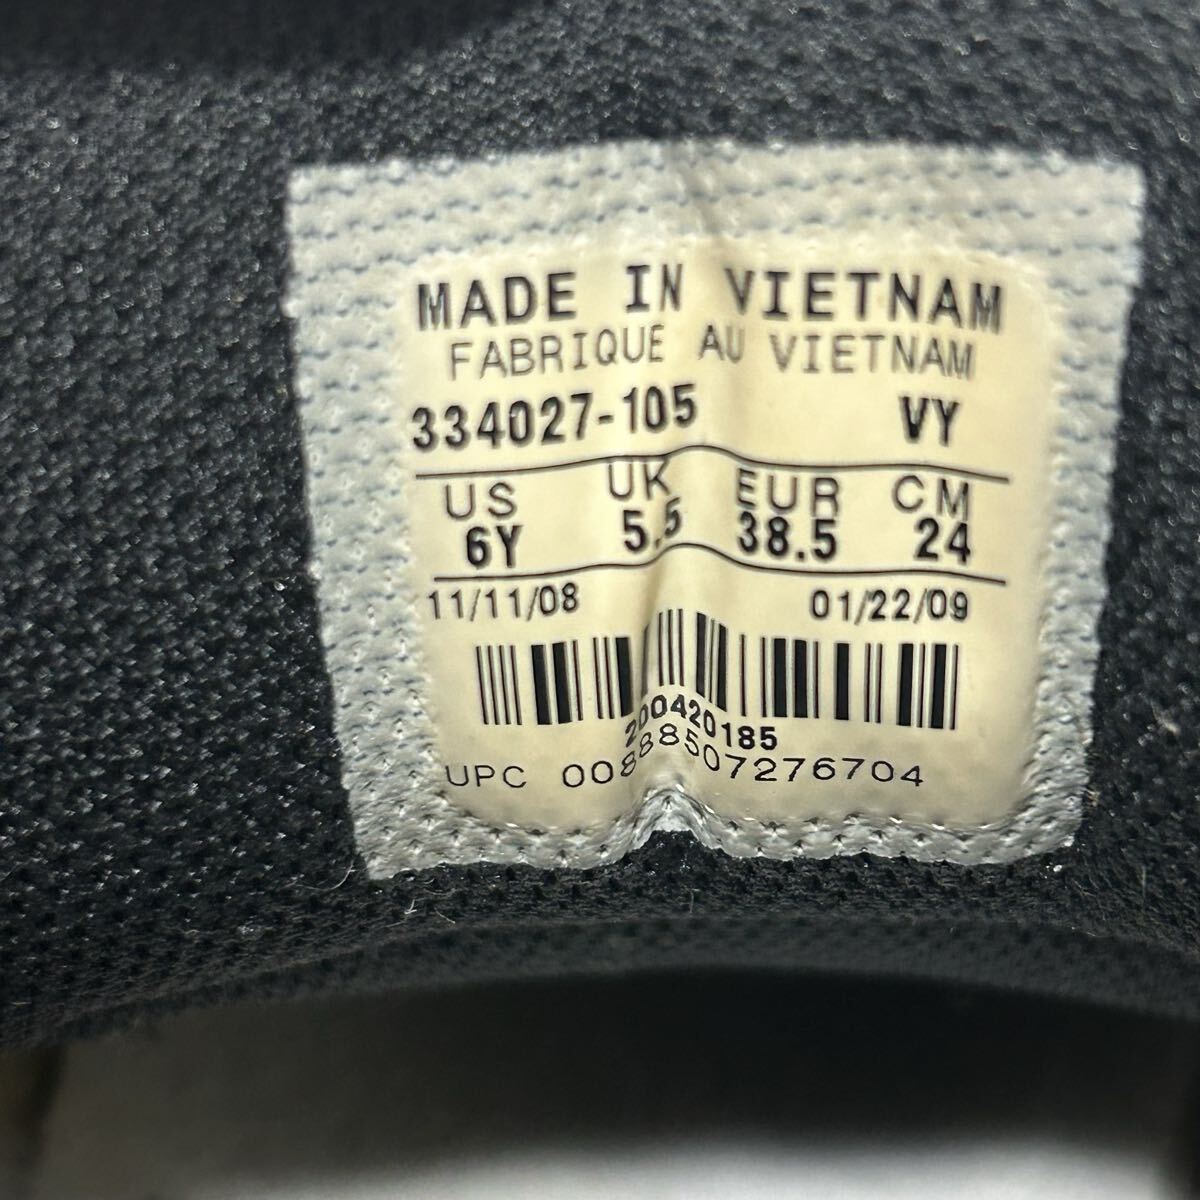 MADE IN VIETNAM
FABRIQUE AU VIETNAM
334027-105 VY
US UK EUR CM
6Y 5.5 38.5 24
11/11/08 01/22/09
200420185
UPC 00888507276704